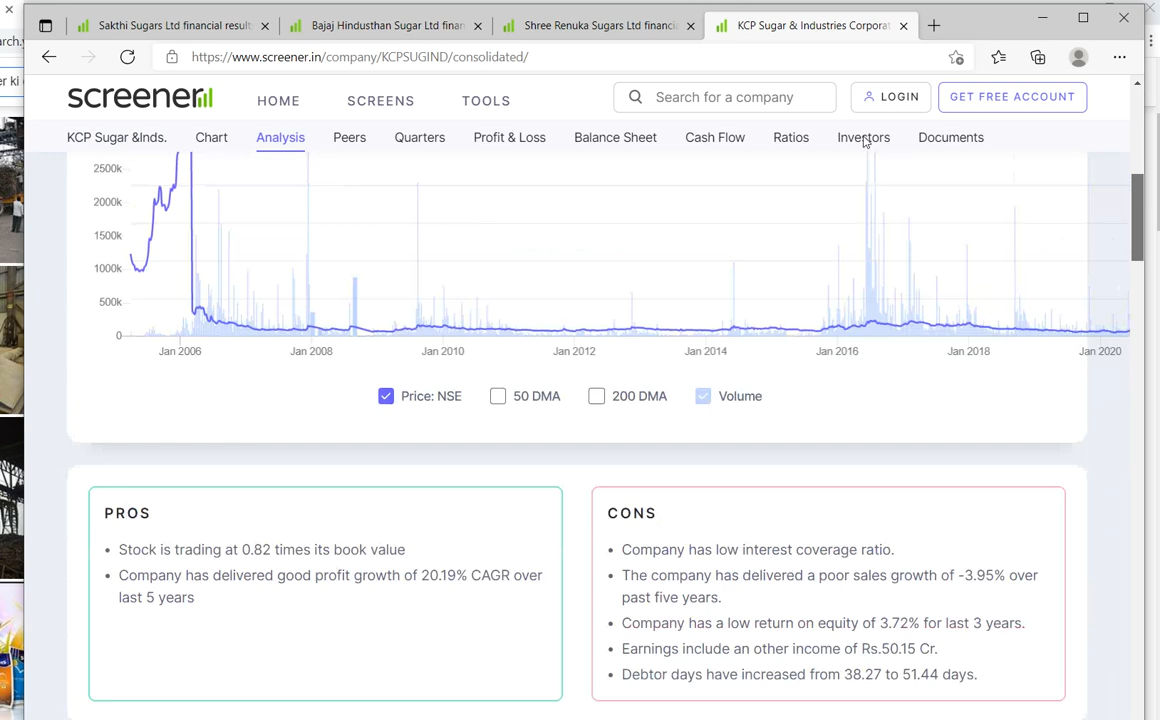 arch.y
er ki
Sakthi Sugars Ltd financial results
Bajaj Hindusthan Sugar Ltd finan
Shree Renuka Sugars Ltd financia
KCP Sugar & Industries Corporat
https://www.screener.in/company/KCPSUGIND/consolidated/
screener
HOME
SCREENS
TOOLS
Search for a company
LOGIN
GET FREE ACCOUNT
KCP Sugar &Inds.
Chart
Analysis
Peers
Quarters
Profit & Loss
Balance Sheet
Cash Flow
Ratios
Investors
Documents
2500k
2000k
1500k
1000k
500k
0
Jan 2006
Jan 2008
Jan 2010
Jan 2012
Jan 2014
Jan 2016
Jan 2018
Jan 2020
Price: NSE
50 DMA
200 DMA
Volume
PROS
Stock is trading at 0.82 times its book value
Company has delivered good profit growth of 20.19% CAGR over
last 5 years
CONS
Company has low interest coverage ratio.
The company has delivered a poor sales growth of -3.95% over
past five years.
Company has a low return on equity of 3.72% for last 3 years.
Earnings include an other income of Rs.50.15 Cr.
Debtor days have increased from 38.27 to 51.44 days.